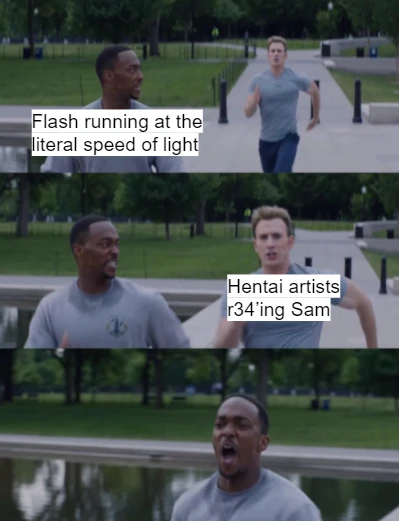 Flash running at the
literal speed of light
Hentai artists
r34'ing Sam